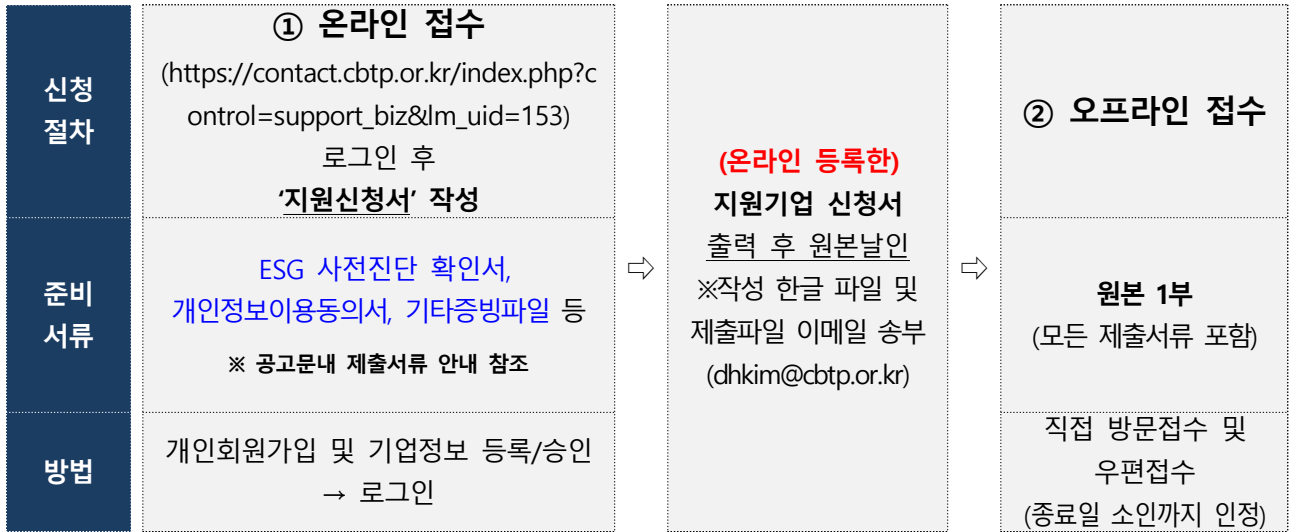 신청
절차
① 온라인 접수
(https://contact.cbtp.or.kr/index.php?c
ontrol=support_biz&lm_uid=153)
로그인 후
‘지원신청서’ 작성
준비
서류
ESG 사전진단 확인서,
개인정보이용동의서, 기타증빙파일 등
※ 공고문내 제출서류 안내 참조
방법
개인회원가입 및 기업정보 등록/승인
→ 로그인
⇨
(온라인 등록한)
지원기업 신청서
출력 후 원본날인
※작성 한글 파일 및
제출파일 이메일 송부
(dhkim@cbtp.or.kr)
⇨
② 오프라인 접수
원본 1부
(모든 제출서류 포함)
직접 방문접수 및
우편접수
(종료일 소인까지 인정)